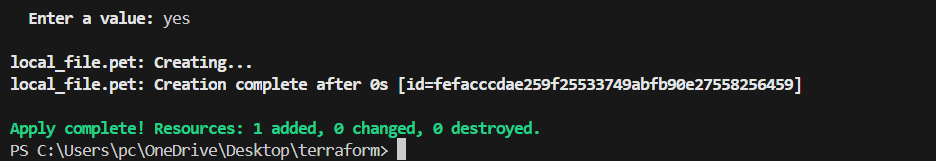 Enter a value: yes
local_file.pet: Creating...
local_file.pet: Creation complete after 0s [id=fefacccdae259f25533749abfb90e27558256459]
Apply complete! Resources: 1 added, 0 changed, 0 destroyed.
PS C:\Users\pc\OneDrive\Desktop\terraform>